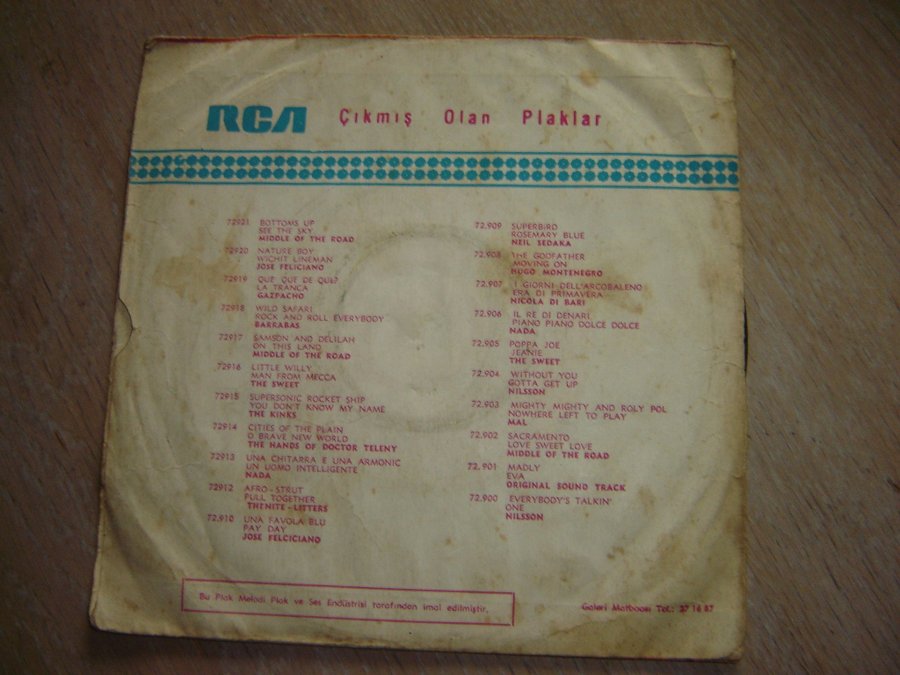 RCA Çıkmış Olan Plaklar
72921 BOTTOMS UP
SEE THE SKY
MIDDLE OF THE ROAD
72920 NATURE BOY
WICHIT LINEMAN
JOSE FELICIANO
72919 QUE QUE DE QUE?
LA TRANCA
GAZPACHO
72918 WILD SAFARI
ROCK AND ROLL EVERYBODY
BARRABAS
72917 SAMSON AND DELILAH
ON THIS LAND
MIDDLE OF THE ROAD
72916 LITTLE WILLY
MAN FROM MECCA
THE SWEET
72915 SUPERSONIC ROCKET SHIP
YOU DON'T KNOW MY NAME
THE KINKS
72914 CITIES OF THE PLAIN
O BRAVE NEW WORLD
THE HANDS OF DOCTOR TELENY
72913 UNA CHITARRA E UNA ARMONIC
UN UOMO INTELLIGENTE
NADA
72912 AFRO-STRUT
PULL TOGETHER
THENITE-LITTERS
72.910 UNA FAVOLA BLU
PAY DAY
JOSE FELCICIANO
72.909 SUPERBIRD
ROSEMARY BLUE
NEIL SEDAKA
72.908 THE GODFATHER
MOVING ON
HUGO MONTENEGRO
72.907 I GIORNI DELL'ARCOBALENO
ERA DI PRIMAVERA
NICOLA DI BARI
72.906 IL RE DI DENARI
PIANO PIANO DOLCE DOLCE
NADA
72.905 POPPA JOE
JEANIE
THE SWEET
72.904 WITHOUT YOU
GOTTA GET UP
NILSSON
72.903 MIGHTY MIGHTY AND ROLY POL
NOWHERE LEFT TO PLAY
MAL
72.902 SACRAMENTO
LOVE SWEET LOVE
MIDDLE OF THE ROAD
72.901 MADLY
EVA
ORIGINAL SOUND TRACK
72.900 EVERYBODY'S TALKIN'
ONE
NILSSON
Bu Plak Melodi Plak ve Ses Endüstrisi tarafından imal edilmiştir.
Galeri Matbaası Tel.: 27 16 87